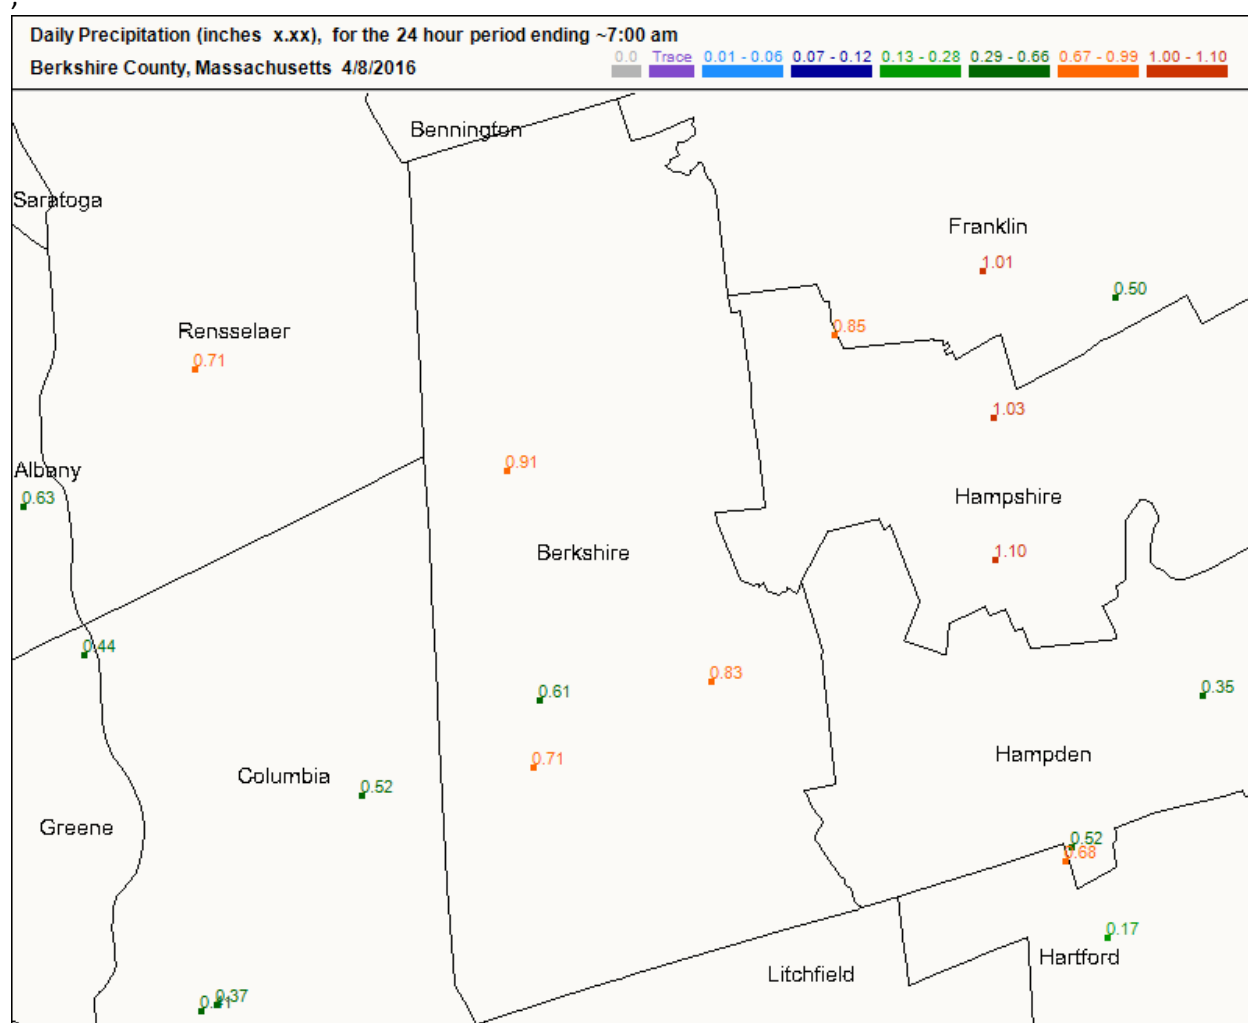 Daily Precipitation (inches x.xx), for the 24 hour period ending ~7:00 am
Berkshire County, Massachusetts 4/8/2016
0.0 Trace 0.01 - 0.06 0.07 - 0.12 0.13 - 0.28 0.29 - 0.66 0.67 - 0.99 1.00 - 1.10
Bennington
Saratoga
Franklin
1.01
0.50
Rensselaer
0.85
0.71
1.03
0.91
Albany
0.63
Hampshire
Berkshire
1.10
0.44
0.83
0.61
0.35
0.71
Hampden
Columbia
0.52
Greene
0.52
0.68
0.17
Hartford
Litchfield
0.37